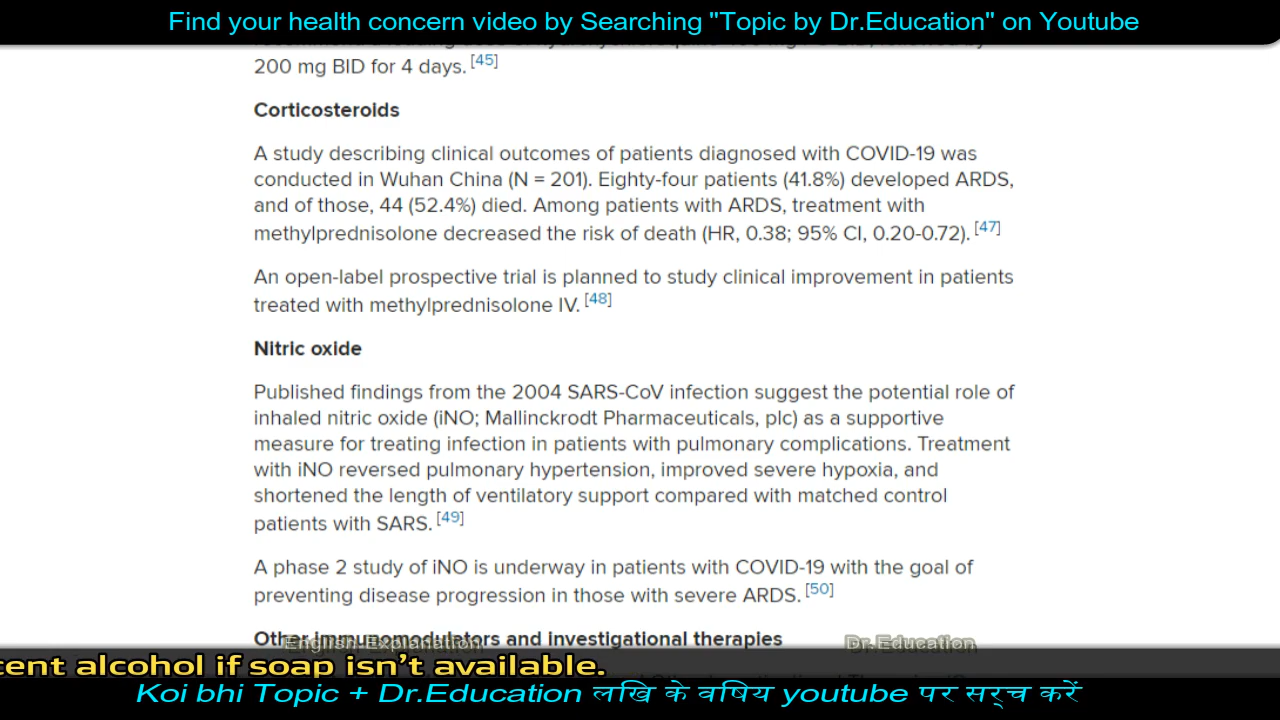 Find your health concern video by Searching "Topic by Dr.Education" on Youtube
200 mg BID for 4 days. [45]
Corticosteroids
A study describing clinical outcomes of patients diagnosed with COVID-19 was
conducted in Wuhan China (N = 201). Eighty-four patients (41.8%) developed ARDS,
and of those, 44 (52.4%) died. Among patients with ARDS, treatment with
methylprednisolone decreased the risk of death (HR, 0.38; 95% CI, 0.20-0.72). [47]
An open-label prospective trial is planned to study clinical improvement in patients
treated with methylprednisolone IV. [48]
Nitric oxide
Published findings from the 2004 SARS-CoV infection suggest the potential role of
inhaled nitric oxide (iNO; Mallinckrodt Pharmaceuticals, plc) as a supportive
measure for treating infection in patients with pulmonary complications. Treatment
with iNO reversed pulmonary hypertension, improved severe hypoxia, and
shortened the length of ventilatory support compared with matched control
patients with SARS. [49]
A phase 2 study of iNO is underway in patients with COVID-19 with the goal of
preventing disease progression in those with severe ARDS. [50]
Other immunomodulators and investigational therapies
English Explanation Dr.Education
cent alcohol if soap isn't available.
Koi bhi Topic + Dr.Education लखि के वषिय youtube पर सर्च करें